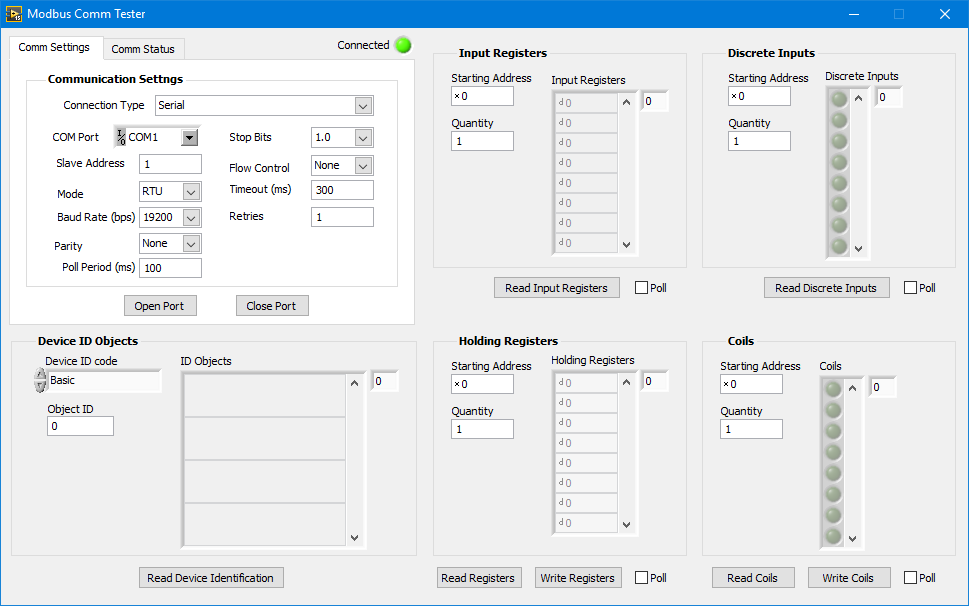 Modbus Comm Tester
Comm Settings
Comm Status
Connected
Communication Settngs
Connection Type
Serial
COM Port
I/O COM1
Stop Bits
1.0
Slave Address
1
Flow Control
None
Mode
RTU
Timeout (ms)
300
Baud Rate (bps)
19200
Retries
1
Parity
None
Poll Period (ms)
100
Open Port
Close Port
Input Registers
Starting Address
Input Registers
× 0
d 0
0
Quantity
1
d 0
d 0
d 0
d 0
d 0
d 0
d 0
Read Input Registers
Poll
Discrete Inputs
Starting Address
Discrete Inputs
× 0
0
Quantity
1
Read Discrete Inputs
Poll
Device ID Objects
Device ID code
ID Objects
Basic
0
Object ID
0
Read Device Identification
Holding Registers
Starting Address
Holding Registers
× 0
d 0
0
Quantity
1
d 0
d 0
d 0
d 0
d 0
d 0
d 0
Read Registers
Write Registers
Poll
Coils
Starting Address
Coils
× 0
0
Quantity
1
Read Coils
Write Coils
Poll